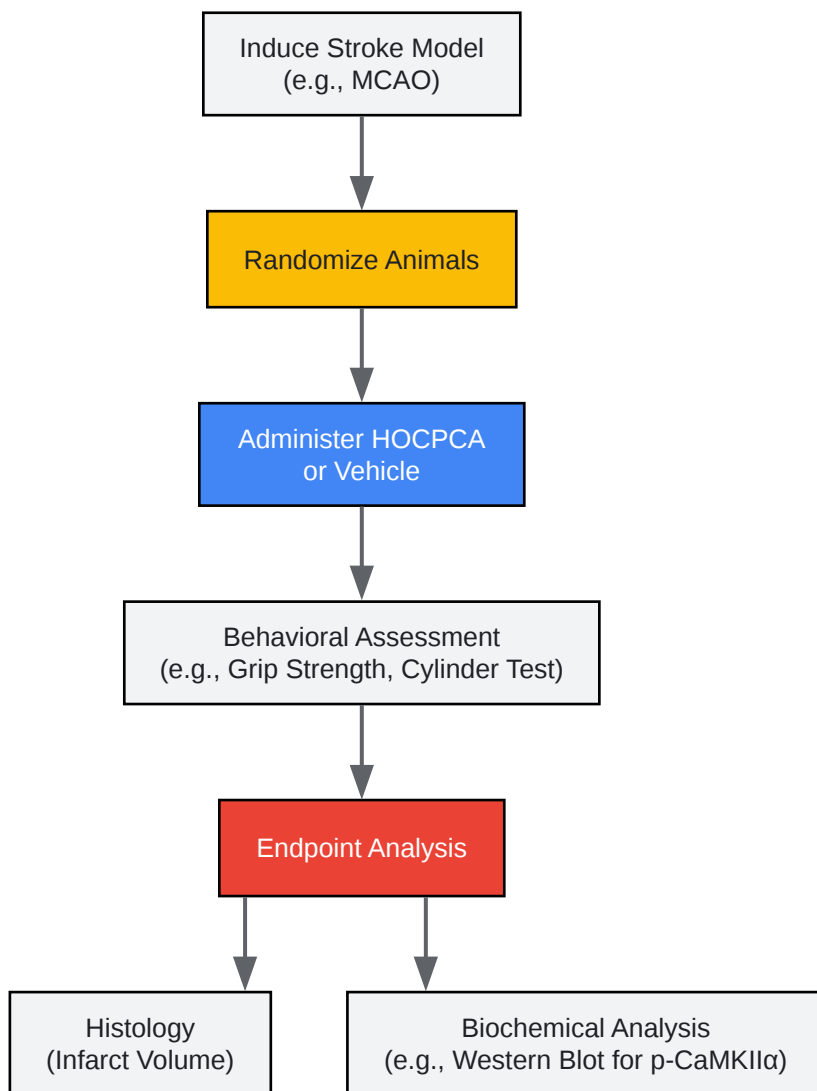 Induce Stroke Model
(e.g., MCAO)
Randomize Animals
Administer HOCPCA
or Vehicle
Behavioral Assessment
(e.g., Grip Strength, Cylinder Test)
Endpoint Analysis
Histology
(Infarct Volume)
Biochemical Analysis
(e.g., Western Blot for p-CaMKIIα)